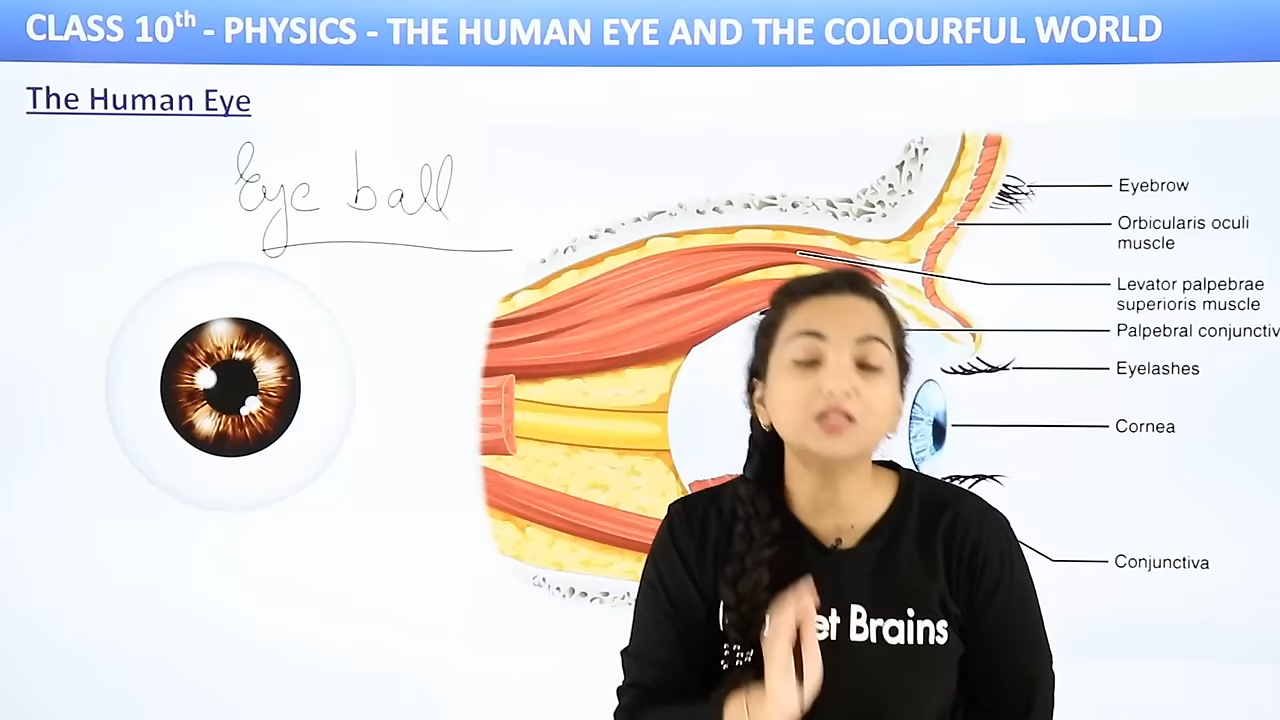 CLASS 10th - PHYSICS - THE HUMAN EYE AND THE COLOURFUL WORLD
The Human Eye
Eye ball
Eyebrow
Orbicularis oculi
muscle
Levator palpebrae
superioris muscle
Palpebral conjunctiv
Eyelashes
Cornea
Conjunctiva
et Brains